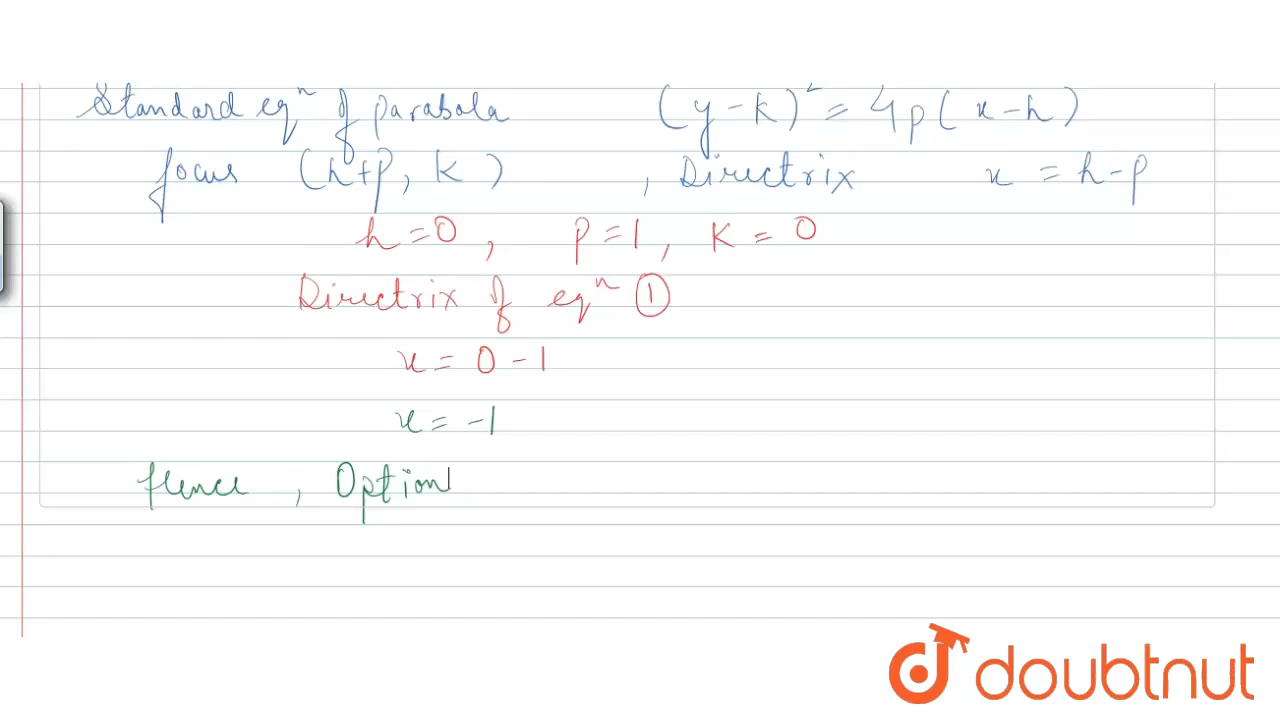 Standard eqⁿ of parabola (y-k)² = 4p(x-h)
focus (h+p, k) , Directrix x = h-p
h=0, p=1, k=0
Directrix of eqⁿ ①
x = 0-1
x = -1
Hence, Option
doubtnut